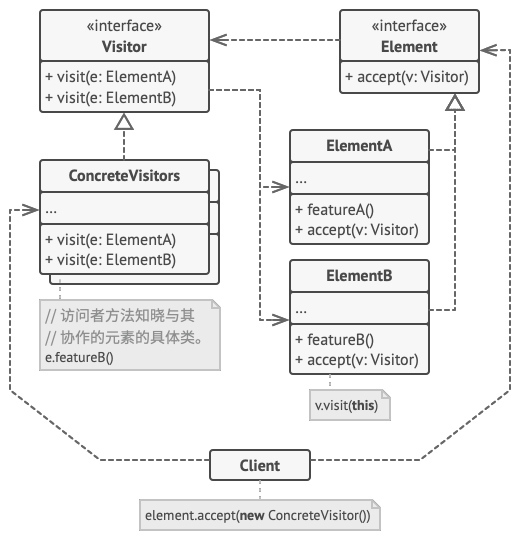 «interface»
Visitor
+ visit(e: ElementA)
+ visit(e: ElementB)
«interface»
Element
+ accept(v: Visitor)
ConcreteVisitors
...
+ visit(e: ElementA)
+ visit(e: ElementB)
ElementA
...
+ featureA()
+ accept(v: Visitor)
ElementB
...
+ featureB()
+ accept(v: Visitor)
// 访问者方法知晓与其
// 协作的元素的具体类。
e.featureB()
v.visit(this)
Client
element.accept(new ConcreteVisitor())